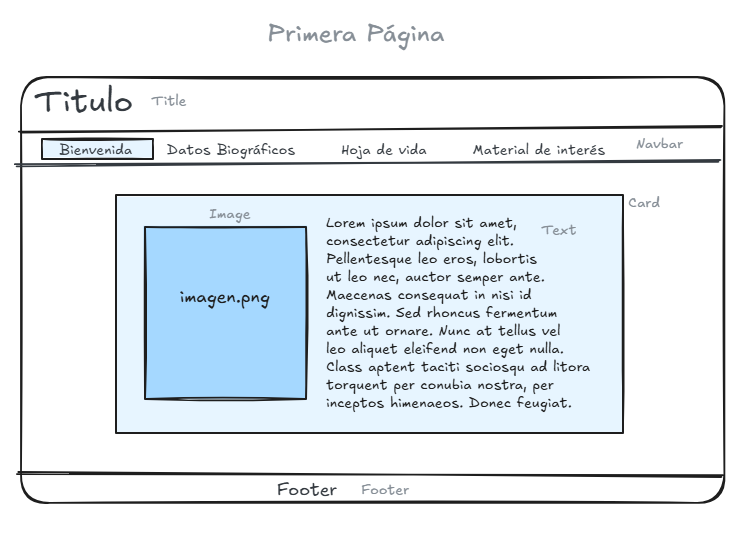 Primera Página
Titulo Title
Bienvenida Datos Biográficos Hoja de vida Material de interés Navbar
Card
Image
imagen.png
Text
Lorem ipsum dolor sit amet,
consectetur adipiscing elit.
Pellentesque leo eros, lobortis
ut leo nec, auctor semper ante.
Maecenas consequat in nisi id
dignissim. Sed rhoncus fermentum
ante ut ornare. Nunc at tellus vel
leo aliquet eleifend non eget nulla.
Class aptent taciti sociosqu ad litora
torquent per conubia nostra, per
inceptos himenaeos. Donec feugiat.
Footer Footer